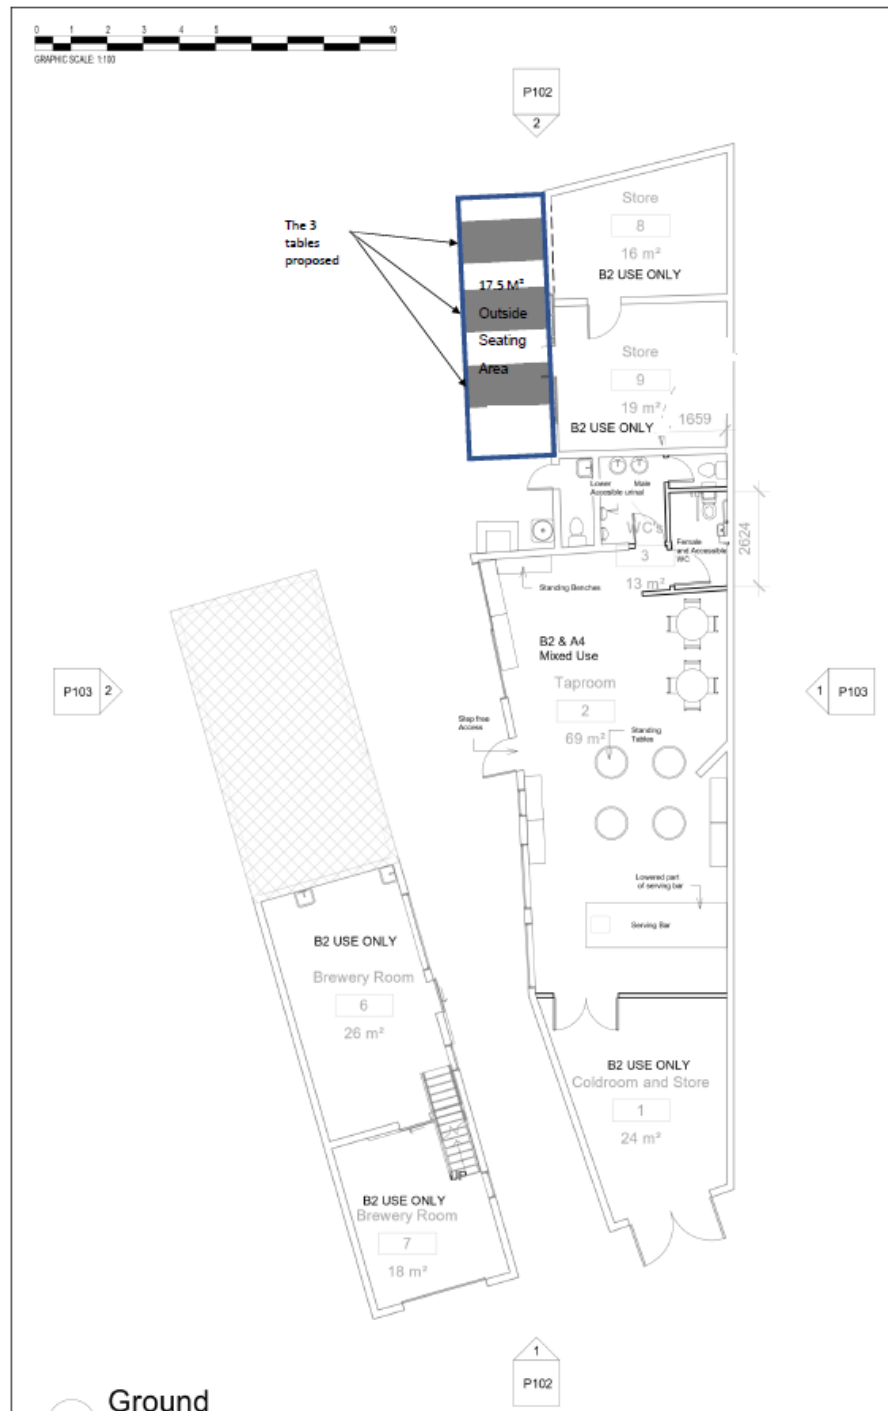 0 1 2 3 4 5 10
GRAPHIC SCALE: 1:100
P102
2
The 3
tables
proposed
17.5 M²
Outside
Seating
Area
Store
8
16 m²
B2 USE ONLY
Store
9
19 m²
B2 USE ONLY
1659
Lower
Accesible urinal
Male
WC's
3
13 m²
Female
and Accessible
WC
2624
Standing Benches
B2 & A4
Mixed Use
Taproom
2
69 m²
Step free
Access
Standing
Tables
P103
2
1
P103
Lowered part
of serving bar
Serving Bar
B2 USE ONLY
Brewery Room
6
26 m²
UP
B2 USE ONLY
Coldroom and Store
1
24 m²
B2 USE ONLY
Brewery Room
7
18 m²
1
P102
Ground